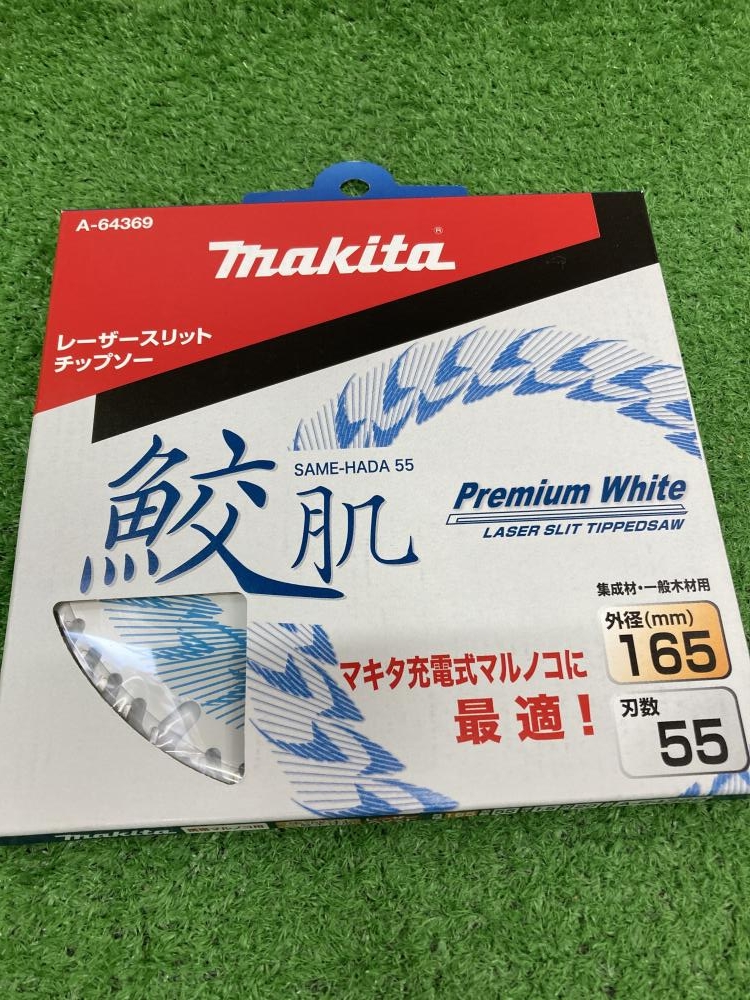 A-64369
makita®
レーザースリット
チップソー
鮫肌
SAME-HADA 55
Premium White
LASER SLIT TIPPEDSAW
集成材・一般木材用
外径(mm)
165
マキタ充電式マルノコに
最適!
刃数
55
makita